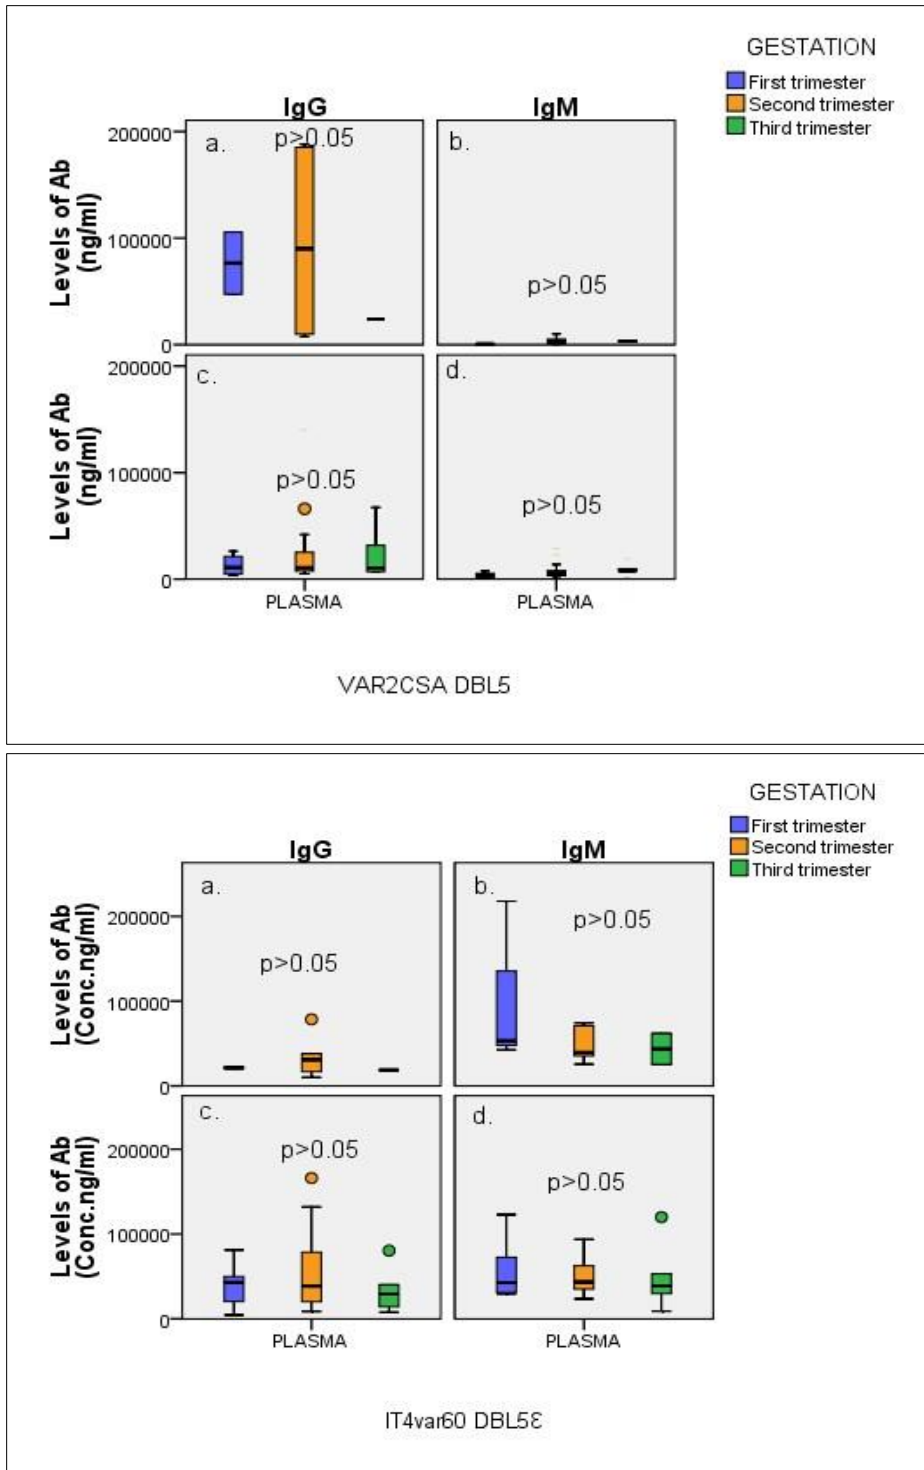 GESTATION
First trimester
Second trimester
Third trimester
IgG IgM
Levels of Ab
(ng/ml)
200000
100000
0
a. p>0.05
b.
p>0.05
Levels of Ab
(ng/ml)
200000
100000
0
c.
p>0.05
d.
p>0.05
PLASMA PLASMA
VAR2CSA DBL5
GESTATION
First trimester
Second trimester
Third trimester
IgG IgM
Levels of Ab
(Conc.ng/ml)
200000
100000
0
a.
p>0.05
b.
p>0.05
Levels of Ab
(Conc.ng/ml)
200000
100000
0
c.
p>0.05
d.
p>0.05
PLASMA PLASMA
IT4var60 DBL5Ɛ